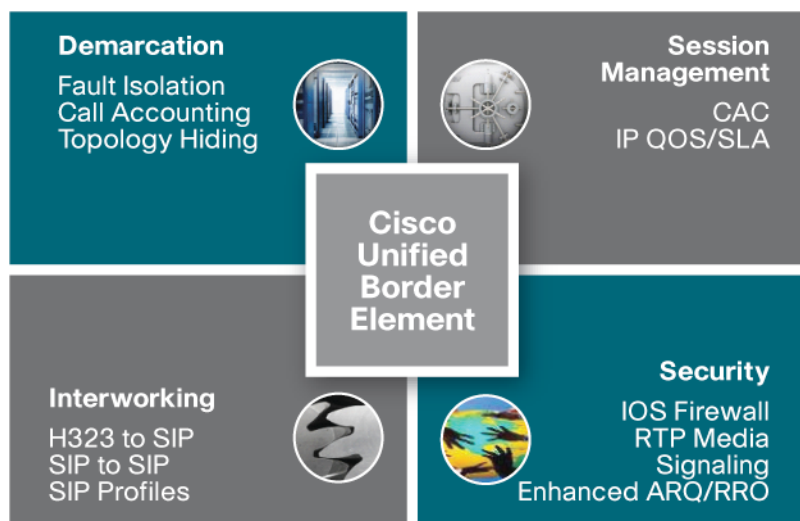 Demarcation
Fault Isolation
Call Accounting
Topology Hiding
Session
Management
CAC
IP QOS/SLA
Cisco
Unified
Border
Element
Interworking
H323 to SIP
SIP to SIP
SIP Profiles
Security
IOS Firewall
RTP Media
Signaling
Enhanced ARQ/RRO